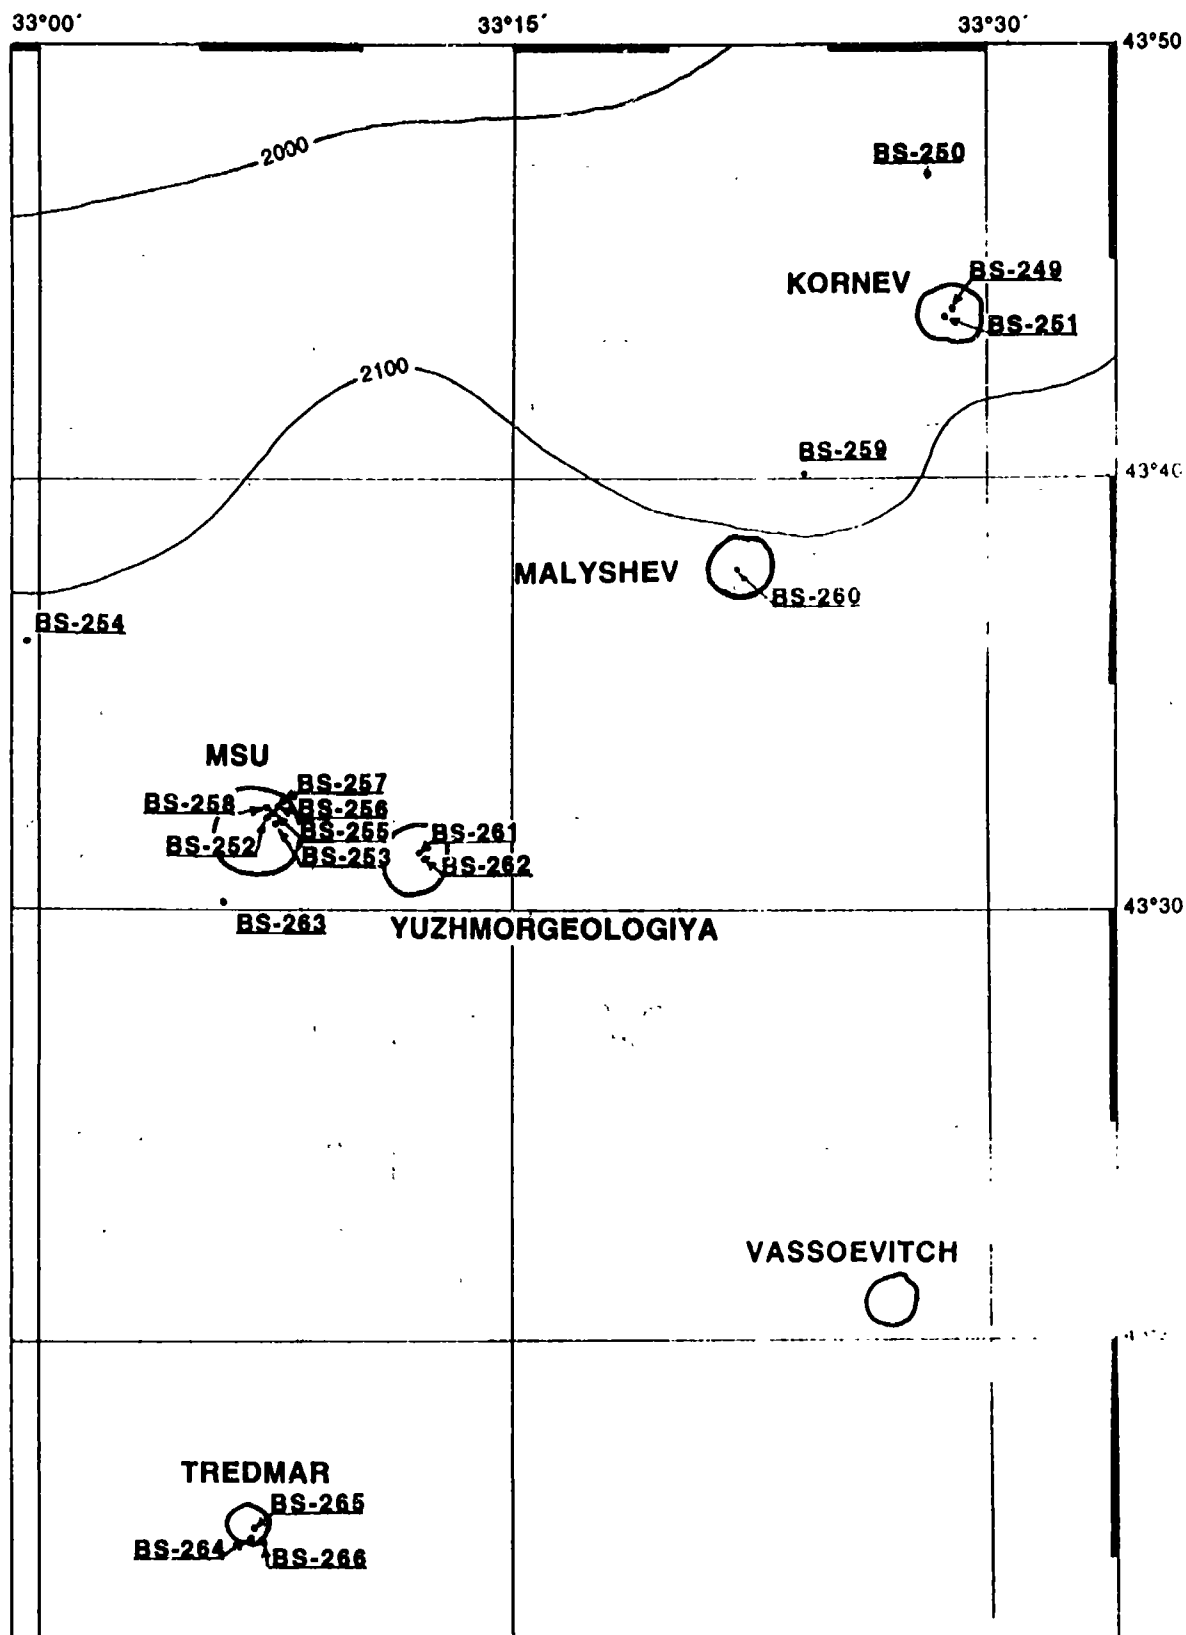 33°00′ 33°15′ 33°30′
43°50
2000
BS-250
KORNEV
BS-249
BS-251
2100
BS-259
43°40
MALYSHEV
BS-260
BS-254
MSU
BS-257
BS-258
BS-256
BS-255
BS-261
BS-252
BS-253
BS-262
43°30
BS-263
YUZHMORGEOLOGIYA
VASSOEVITCH
TREDMAR
BS-265
BS-264
BS-266